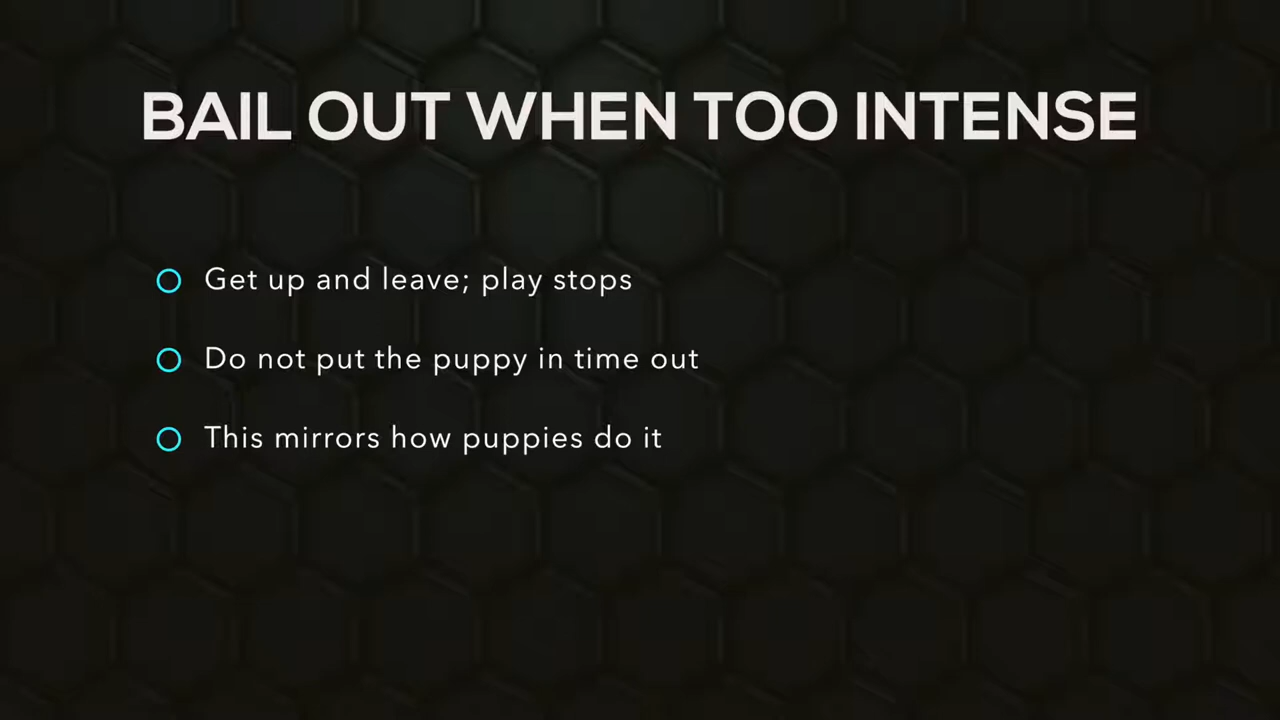 BAIL OUT WHEN TOO INTENSE
Get up and leave; play stops
Do not put the puppy in time out
This mirrors how puppies do it